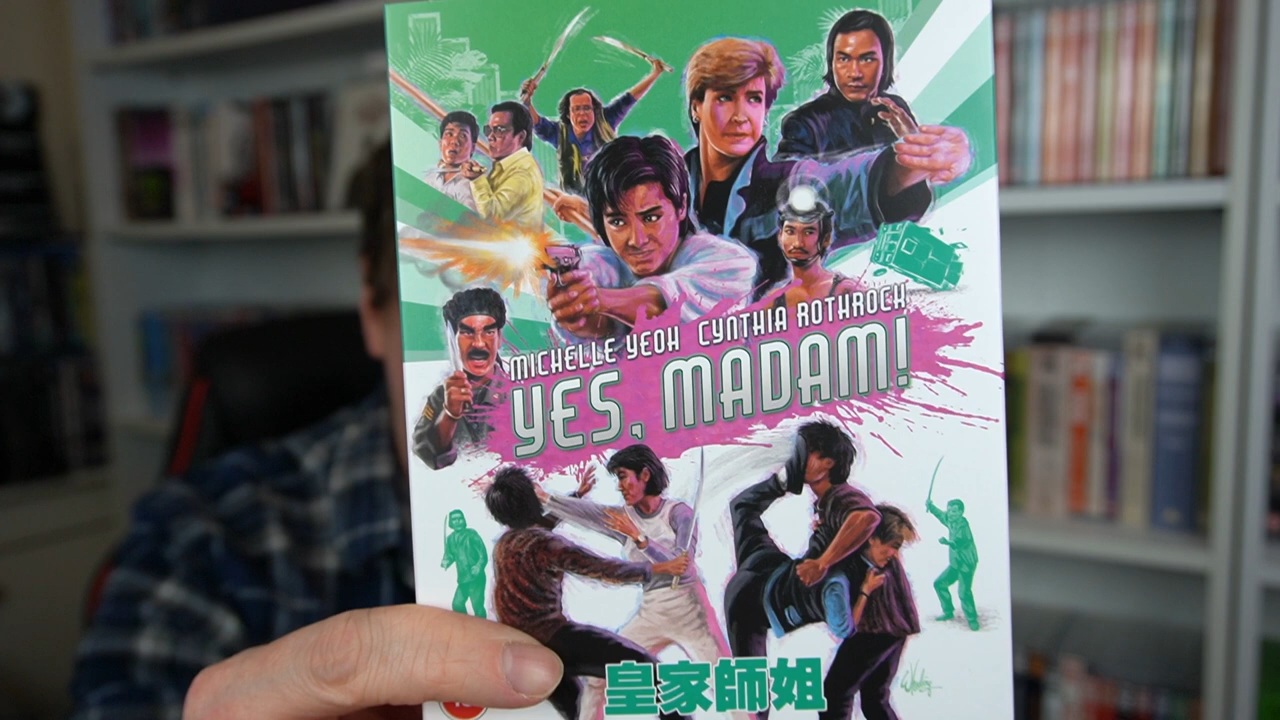 MICHELLE YEOH CYNTHIA ROTHROCK
YES, MADAM!
皇家師姐